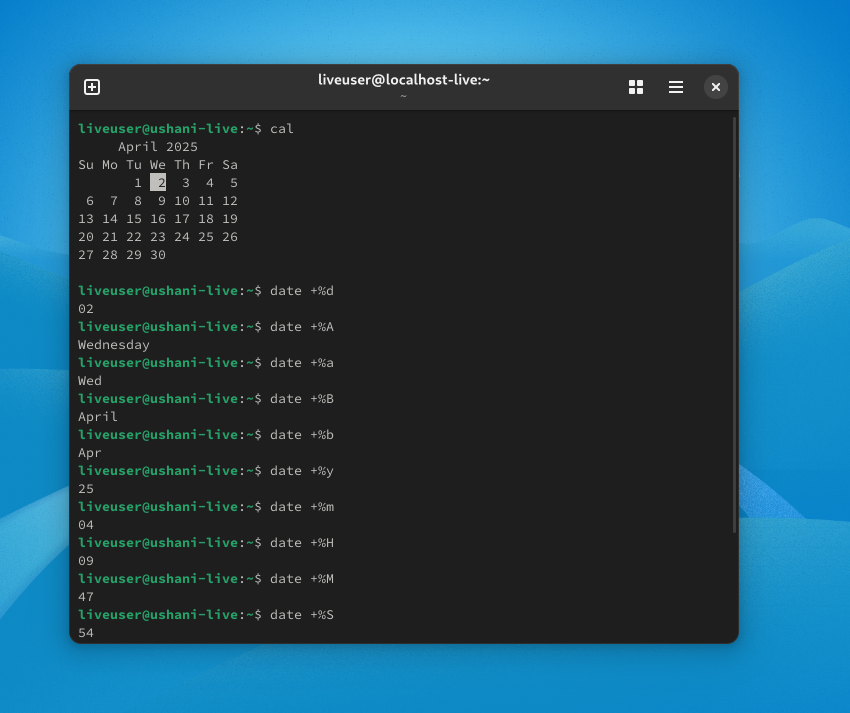 liveuser@localhost-live:~
~
liveuser@ushani-live:~$ cal
     April 2025
Su Mo Tu We Th Fr Sa
       1  2  3  4  5
 6  7  8  9 10 11 12
13 14 15 16 17 18 19
20 21 22 23 24 25 26
27 28 29 30
liveuser@ushani-live:~$ date +%d
02
liveuser@ushani-live:~$ date +%A
Wednesday
liveuser@ushani-live:~$ date +%a
Wed
liveuser@ushani-live:~$ date +%B
April
liveuser@ushani-live:~$ date +%b
Apr
liveuser@ushani-live:~$ date +%y
25
liveuser@ushani-live:~$ date +%m
04
liveuser@ushani-live:~$ date +%H
09
liveuser@ushani-live:~$ date +%M
47
liveuser@ushani-live:~$ date +%S
54